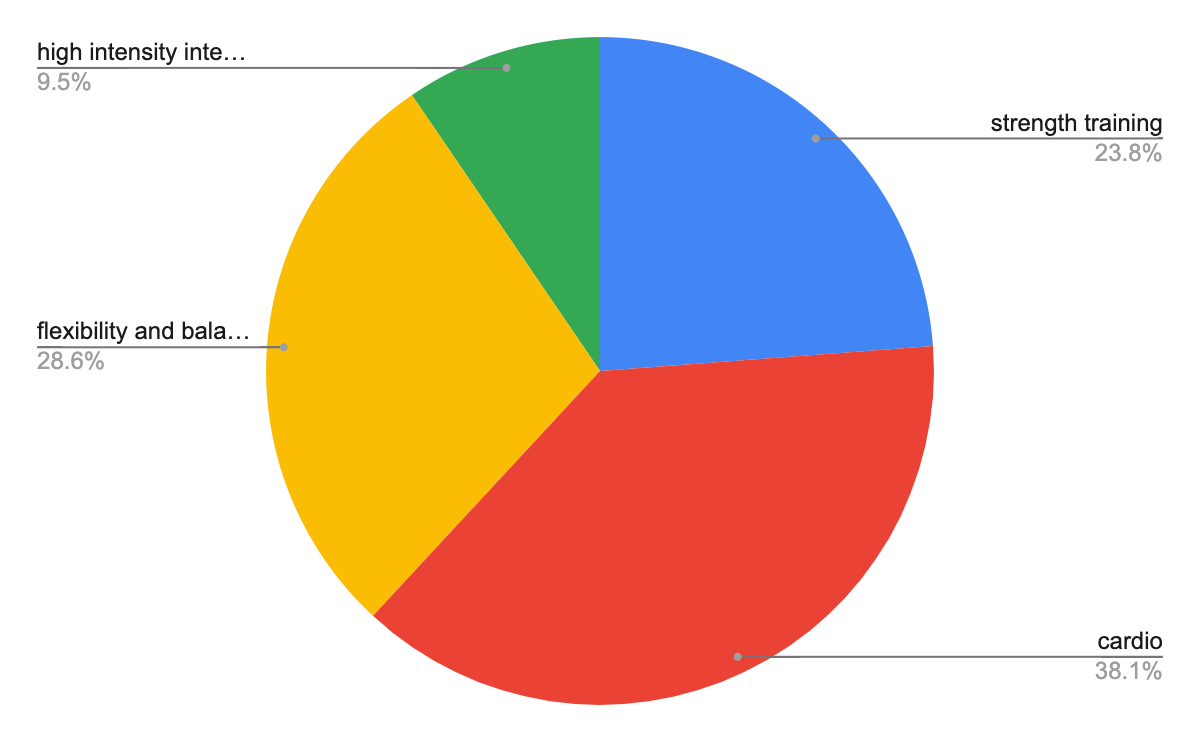 high intensity inte…
9.5%
strength training
23.8%
flexibility and bala…
28.6%
cardio
38.1%